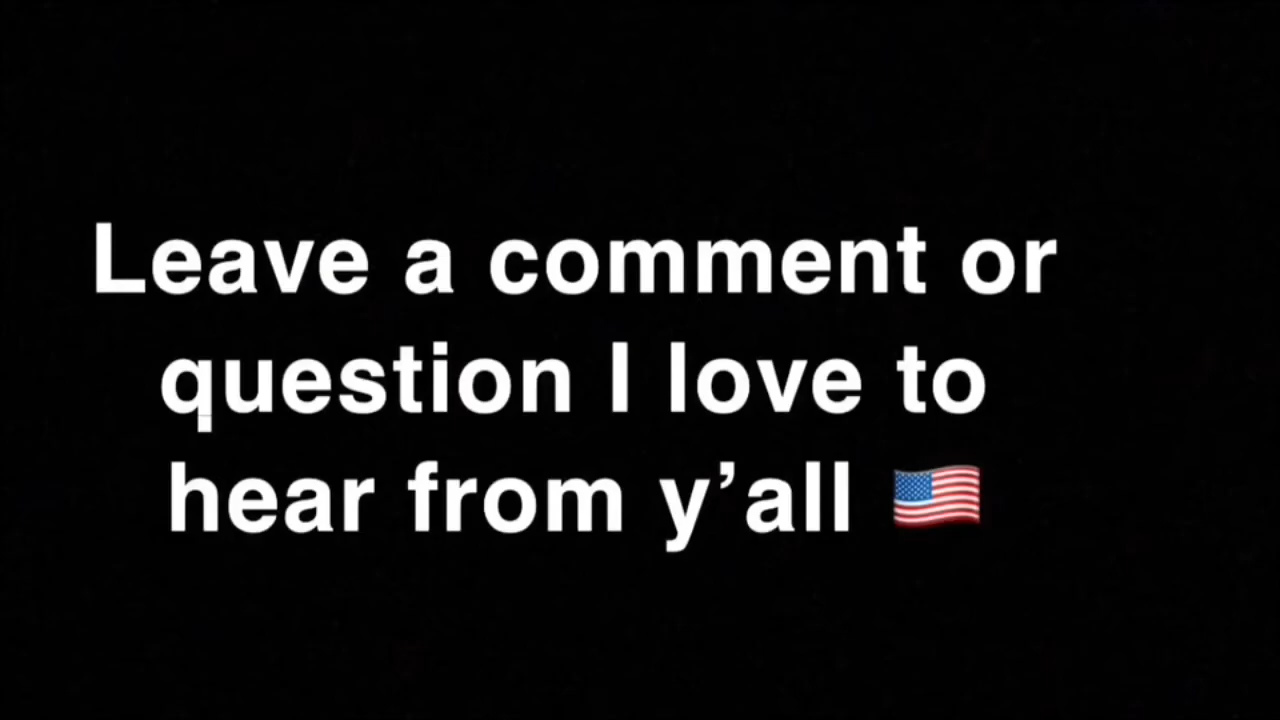 Leave a comment or
question I love to
hear from y’all 🇺🇸